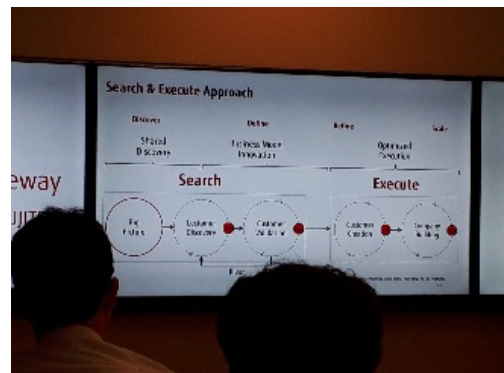 Search & Execute Approach
Discover
Define
Refine
Scale
Shared
Discovery
Business Model
Innovation
Optimized
Execution
eway
Search
Execute
Big
Picture
Customer
Discovery
Customer
Validation
Customer
Creation
Company
Building
Pivot